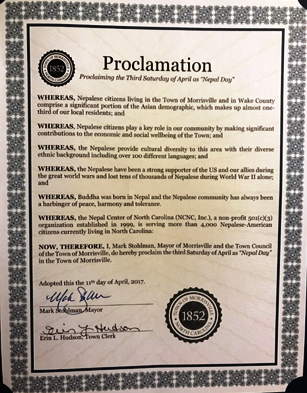 1852
Proclamation
Proclaiming the Third Saturday of April as "Nepal Day"
WHEREAS, Nepalese citizens living in the Town of Morrisville and in Wake County
comprise a significant portion of the Asian demographic, which makes up almost one-
third of our local residents; and
WHEREAS, Nepalese citizens play a key role in our community by making significant
contributions to the economic and social wellbeing of the Town; and
WHEREAS, the Nepalese provide cultural diversity to this area with their diverse
ethnic background including over 100 different languages; and
WHEREAS, the Nepalese have been a strong supporter of the US and our allies during
the great world wars and lost tens of thousands of Nepalese during World War II alone;
and
WHEREAS, Buddha was born in Nepal and the Nepalese community has always been
a harbinger of peace, harmony and tolerance.
WHEREAS, the Nepal Center of North Carolina (NCNC, Inc.), a non-profit 501(c)(3)
organization established in 1999, is serving more than 4,000 Nepalese-American
citizens currently living in North Carolina:
NOW, THEREFORE, I, Mark Stohlman, Mayor of Morrisville and the Town Council
of the Town of Morrisville, do hereby proclaim the third Saturday of April as "Nepal Day"
in the Town of Morrisville.
Adopted this the 11th day of April, 2017.
Mark Stohlman, Mayor
Erin L. Hudson
Erin L. Hudson, Town Clerk
TOWN OF MORRISVILLE
1852
NORTH CAROLINA